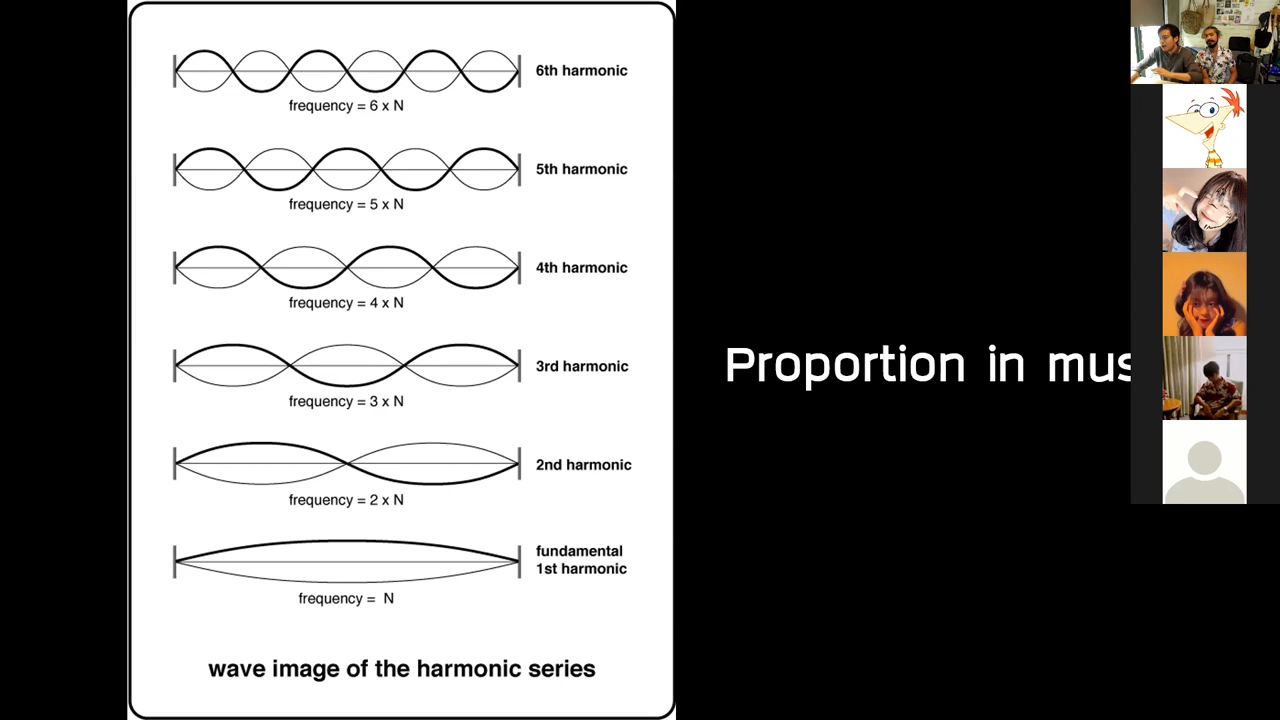 6th harmonic
frequency = 6 x N
5th harmonic
frequency = 5 x N
4th harmonic
frequency = 4 x N
3rd harmonic
frequency = 3 x N
2nd harmonic
frequency = 2 x N
fundamental
1st harmonic
frequency = N
wave image of the harmonic series
Proportion in mus